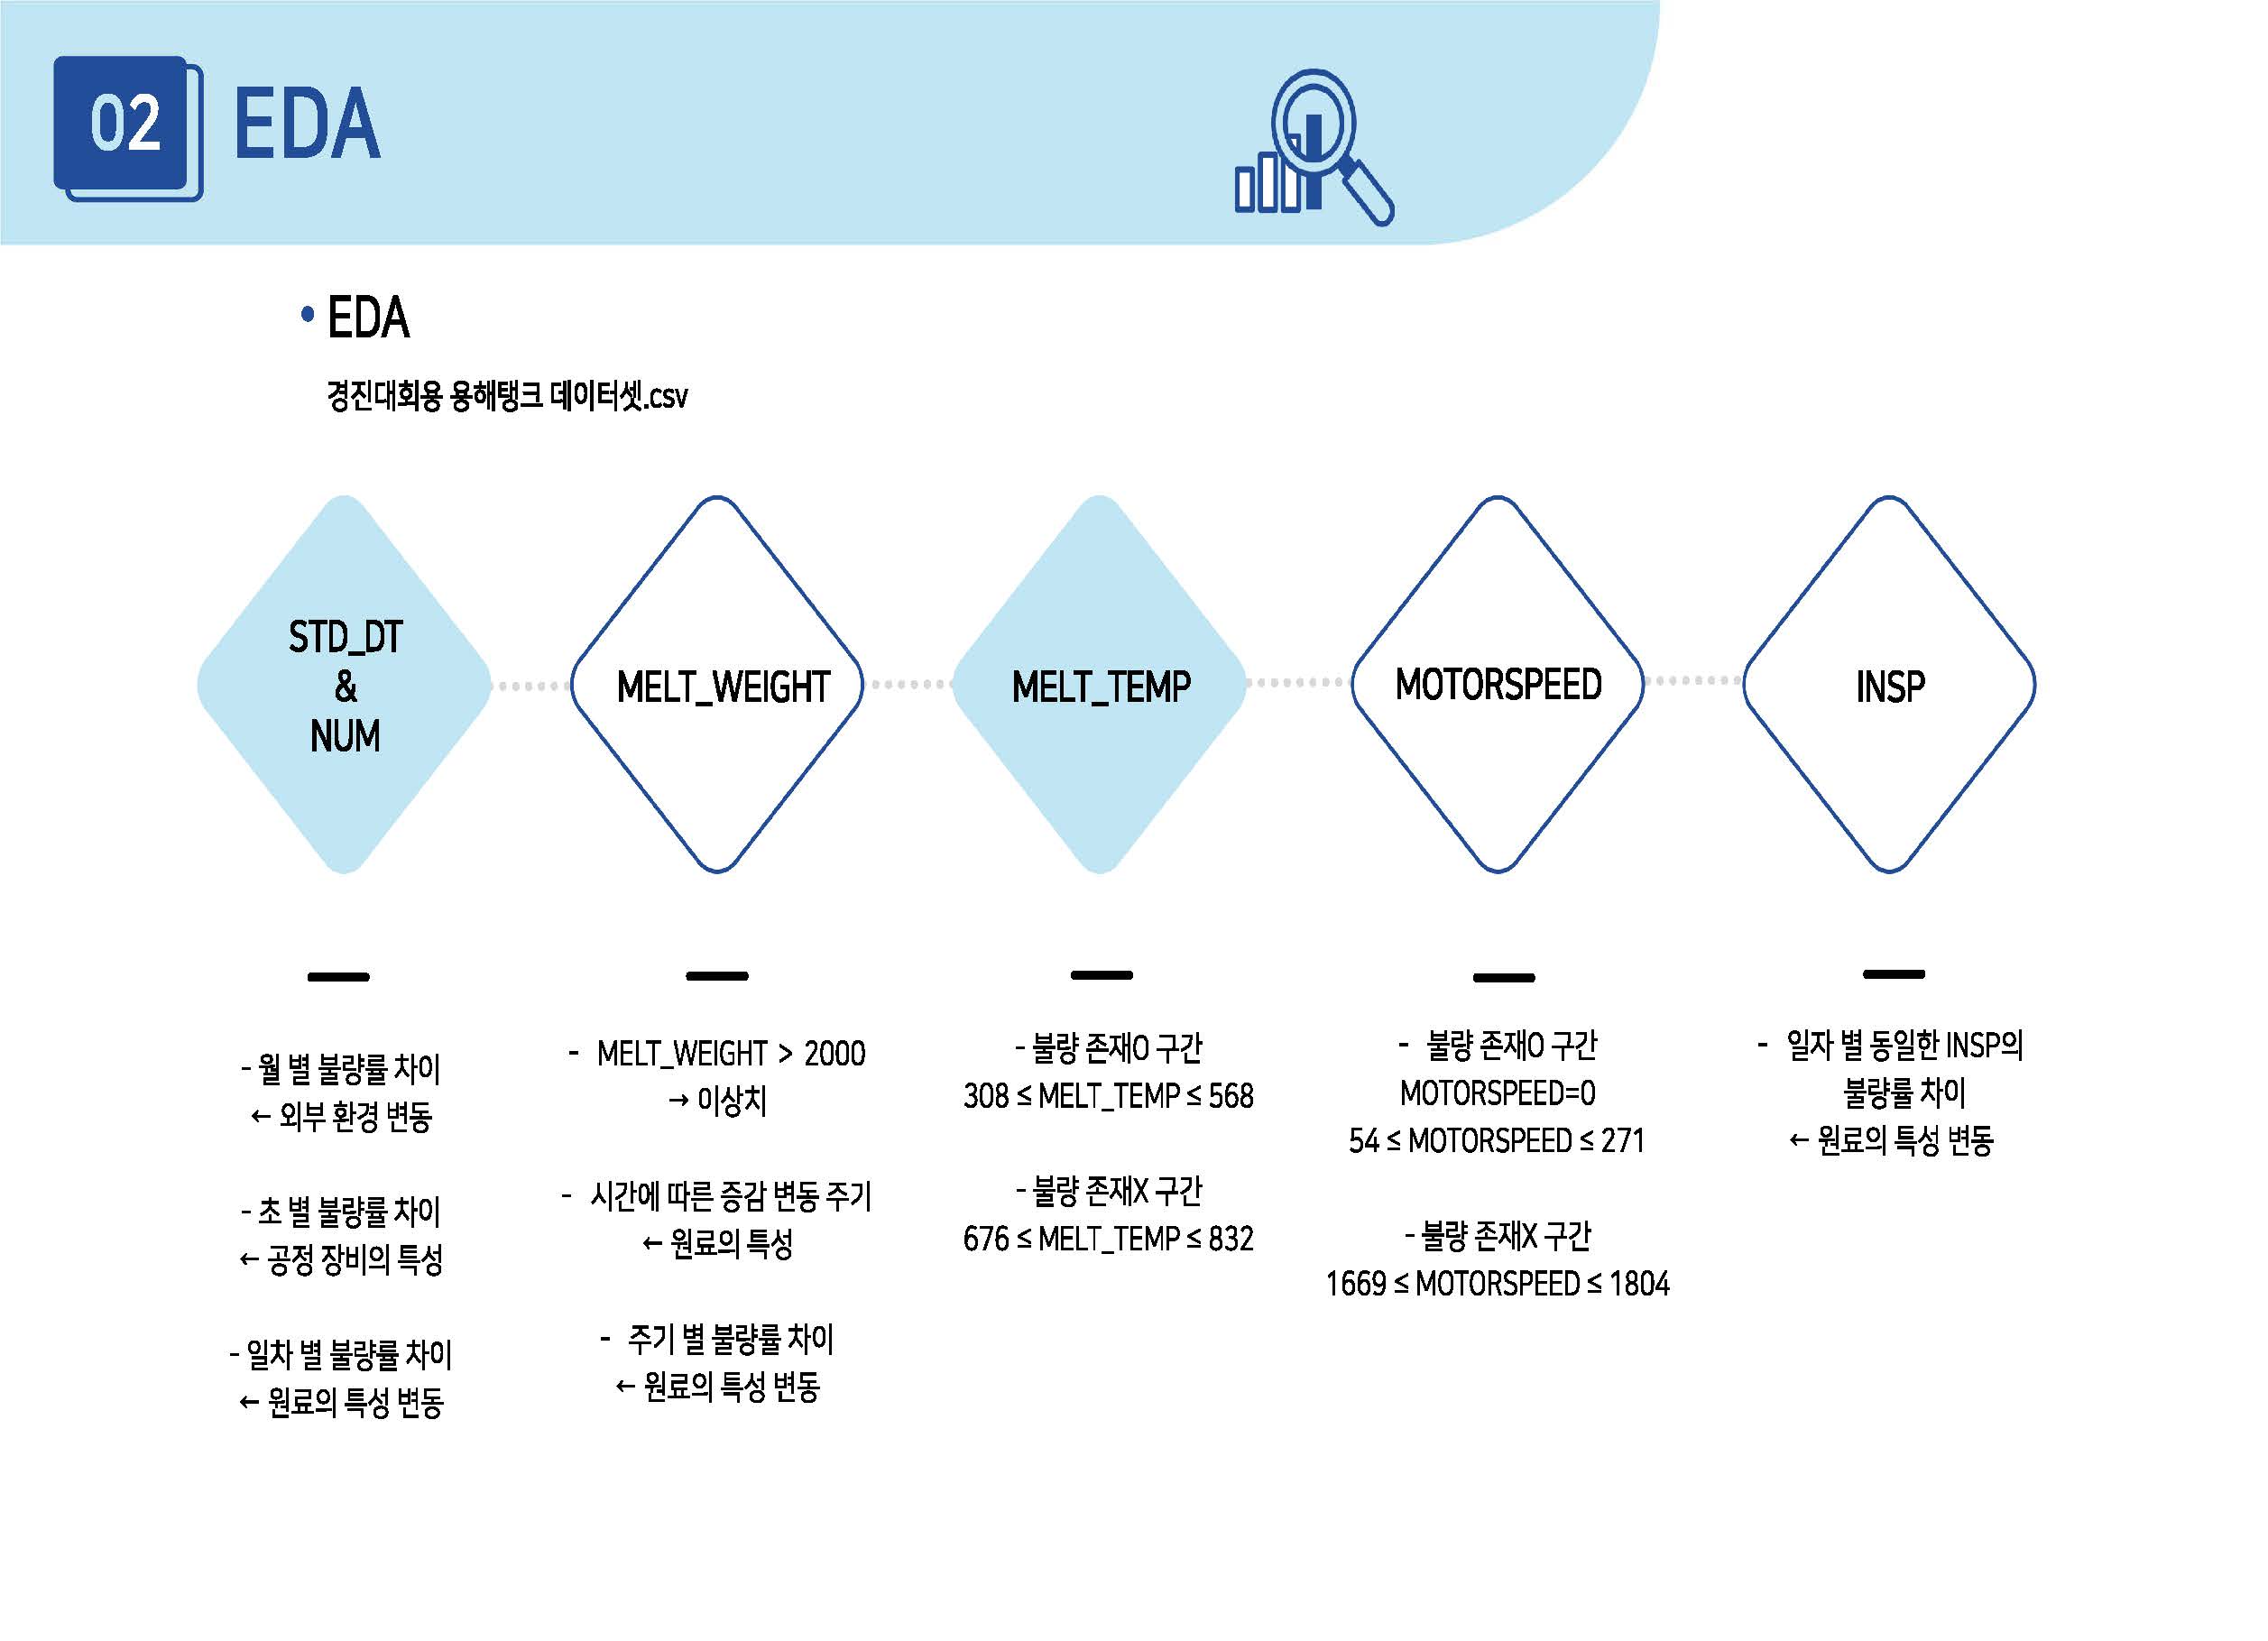 02 EDA
• EDA
경진대회용 용해탱크 데이터셋.csv
STD_DT
&
NUM
MELT_WEIGHT
MELT_TEMP
MOTORSPEED
INSP
- 월 별 불량률 차이
← 외부 환경 변동
- 초 별 불량률 차이
← 공정 장비의 특성
- 일차 별 불량률 차이
← 원료의 특성 변동
- MELT_WEIGHT > 2000
→ 이상치
- 시간에 따른 증감 변동 주기
← 원료의 특성
- 주기 별 불량률 차이
← 원료의 특성 변동
- 불량 존재O 구간
308 ≤ MELT_TEMP ≤ 568
- 불량 존재X 구간
676 ≤ MELT_TEMP ≤ 832
- 불량 존재O 구간
MOTORSPEED=0
54 ≤ MOTORSPEED ≤ 271
- 불량 존재X 구간
1669 ≤ MOTORSPEED ≤ 1804
- 일자 별 동일한 INSP의
불량률 차이
← 원료의 특성 변동